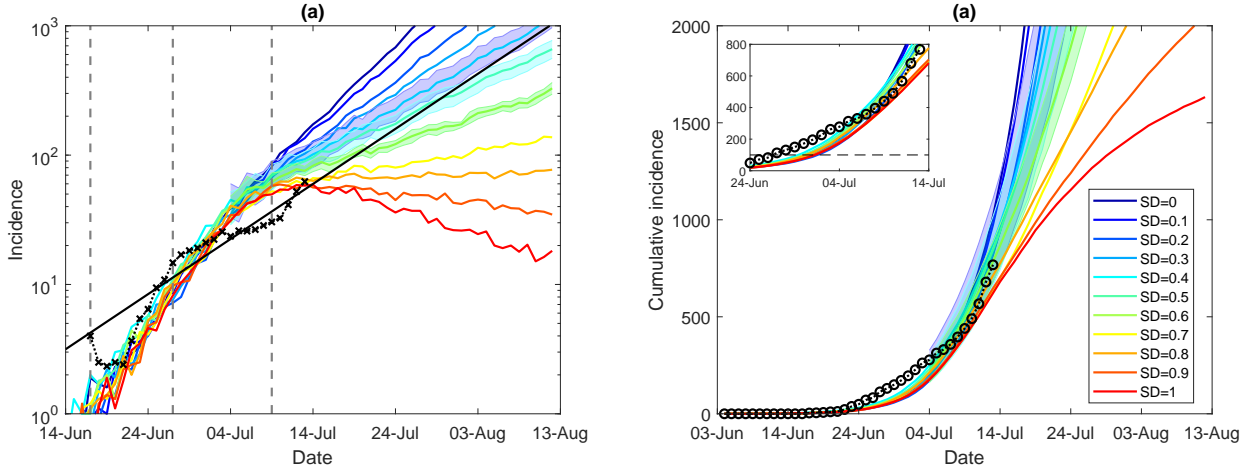 (a)
10³
10²
10¹
10⁰
Incidence
14-Jun 24-Jun 04-Jul 14-Jul 24-Jul 03-Aug 13-Aug
Date
(a)
2000
1500
1000
500
0
Cumulative incidence
800
600
400
200
0
24-Jun 04-Jul 14-Jul
SD=0
SD=0.1
SD=0.2
SD=0.3
SD=0.4
SD=0.5
SD=0.6
SD=0.7
SD=0.8
SD=0.9
SD=1
03-Jun 14-Jun 24-Jun 04-Jul 14-Jul 24-Jul 03-Aug 13-Aug
Date